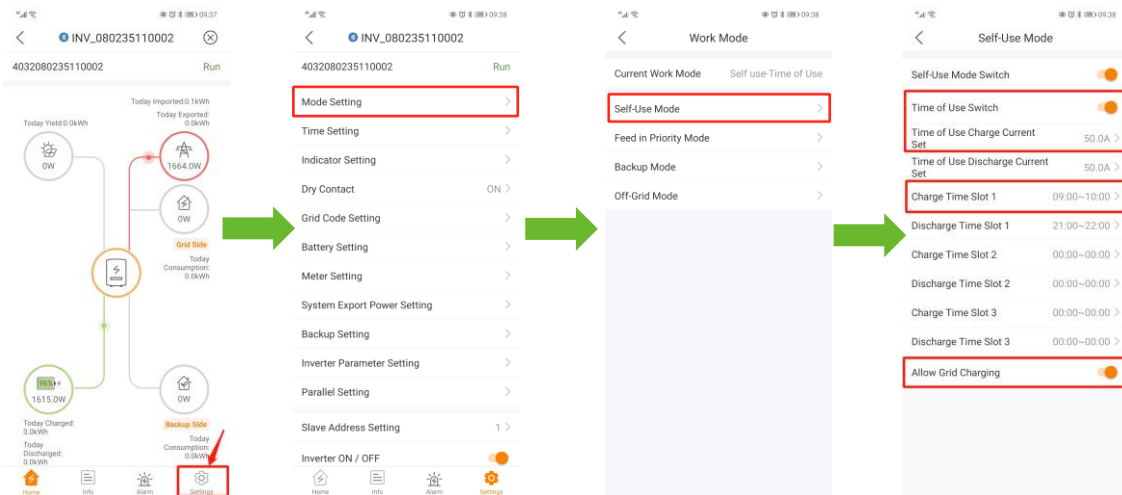 09:37
INV_080235110002
4032080235110002 Run
Today Imported:0.1kWh
Today Exported:
0.0kWh
Today Yield:0.0kWh
0W
1664.0W
0W
Grid Side
Today
Consumption:
0.0kWh
96%
1615.0W
0W
Today Charged:
0.0kWh
Today
Discharged:
0.0kWh
Backup Side
Today
Consumption:
0.0kWh
Home Info Alarm Settings
09:38
INV_080235110002
4032080235110002 Run
Mode Setting
Time Setting
Indicator Setting
Dry Contact ON
Grid Code Setting
Battery Setting
Meter Setting
System Export Power Setting
Backup Setting
Inverter Parameter Setting
Parallel Setting
Slave Address Setting 1
Inverter ON / OFF
Home Info Alarm Settings
09:38
Work Mode
Current Work Mode Self use-Time of Use
Self-Use Mode
Feed in Priority Mode
Backup Mode
Off-Grid Mode
09:38
Self-Use Mode
Self-Use Mode Switch
Time of Use Switch
Time of Use Charge Current
Set 50.0A
Time of Use Discharge Current
Set 50.0A
Charge Time Slot 1 09:00~10:00
Discharge Time Slot 1 21:00~22:00
Charge Time Slot 2 00:00~00:00
Discharge Time Slot 2 00:00~00:00
Charge Time Slot 3 00:00~00:00
Discharge Time Slot 3 00:00~00:00
Allow Grid Charging